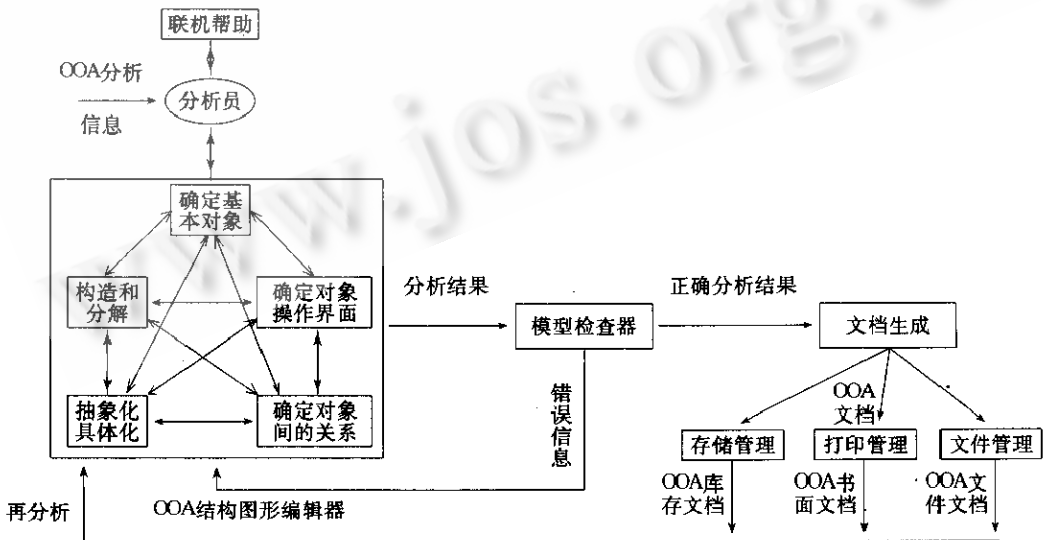 联机帮助
OOA分析
分析员
信息
确定基
本对象
构造和
分解
确定对象
操作界面
抽象化
具体化
确定对象
间的关系
分析结果
模型检查器
正确分析结果
文档生成
错
误
信
息
OOA
文档
存储管理
打印管理
文件管理
OOA库
存文档
OOA书
面文档
OOA文
件文档
再分析
OOA结构图形编辑器
www.jos.org.